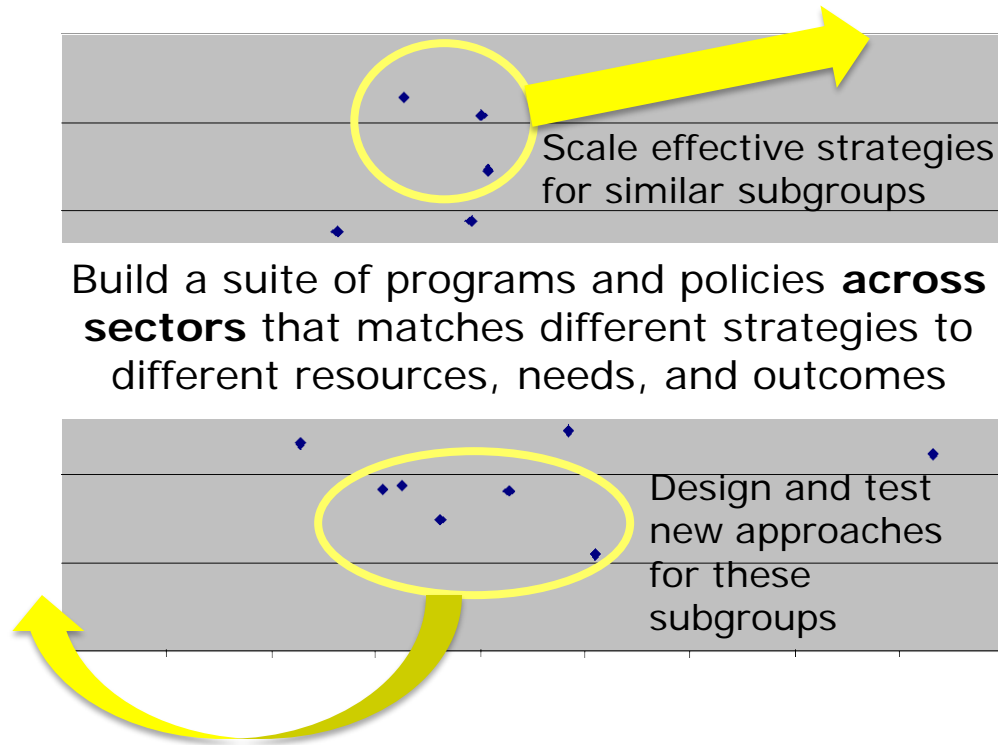 Scale effective strategies
for similar subgroups
Build a suite of programs and policies across
sectors that matches different strategies to
different resources, needs, and outcomes
Design and test
new approaches
for these
subgroups